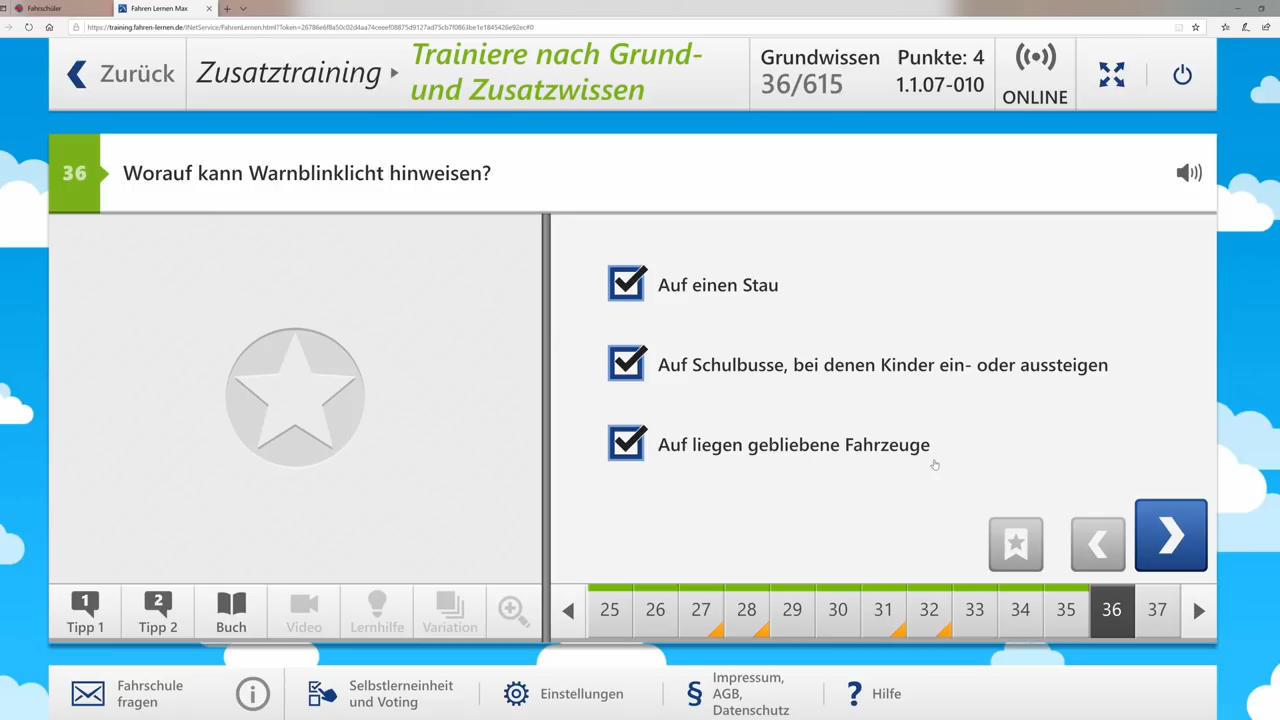 Fahrschüler
Fahren Lernen Max
Zurück
Zusatztraining
Trainiere nach Grund-
und Zusatzwissen
Grundwissen
36/615
Punkte: 4
1.1.07-010
ONLINE
36
Worauf kann Warnblinklicht hinweisen?
Auf einen Stau
Auf Schulbusse, bei denen Kinder ein- oder aussteigen
Auf liegen gebliebene Fahrzeuge
1
Tipp 1
2
Tipp 2
Buch
Video
Lernhilfe
Variation
25 26 27 28 29 30 31 32 33 34 35 36 37
Fahrschule
fragen
Selbstlerneinheit
und Voting
Einstellungen
§
Impressum,
AGB,
Datenschutz
? Hilfe